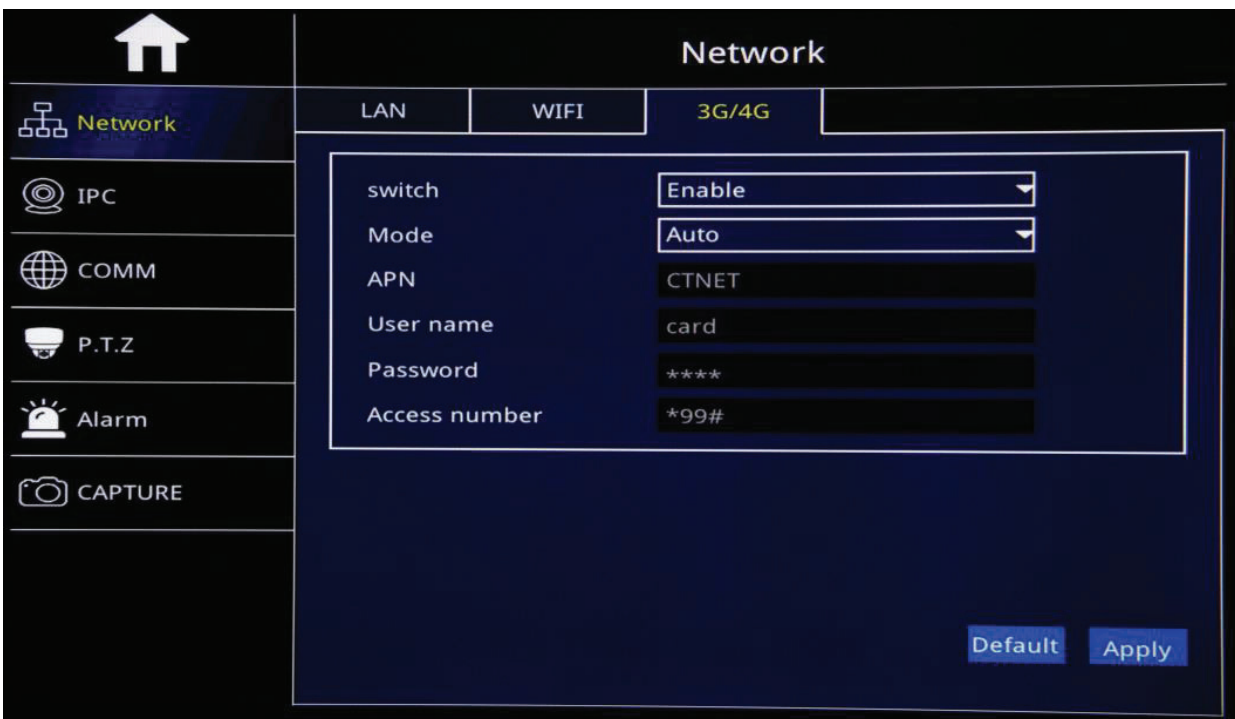 Network
Network
IPC
COMM
P.T.Z
Alarm
CAPTURE
LAN WIFI 3G/4G
switch Enable
Mode Auto
APN CTNET
User name card
Password ****
Access number *99#
Default Apply